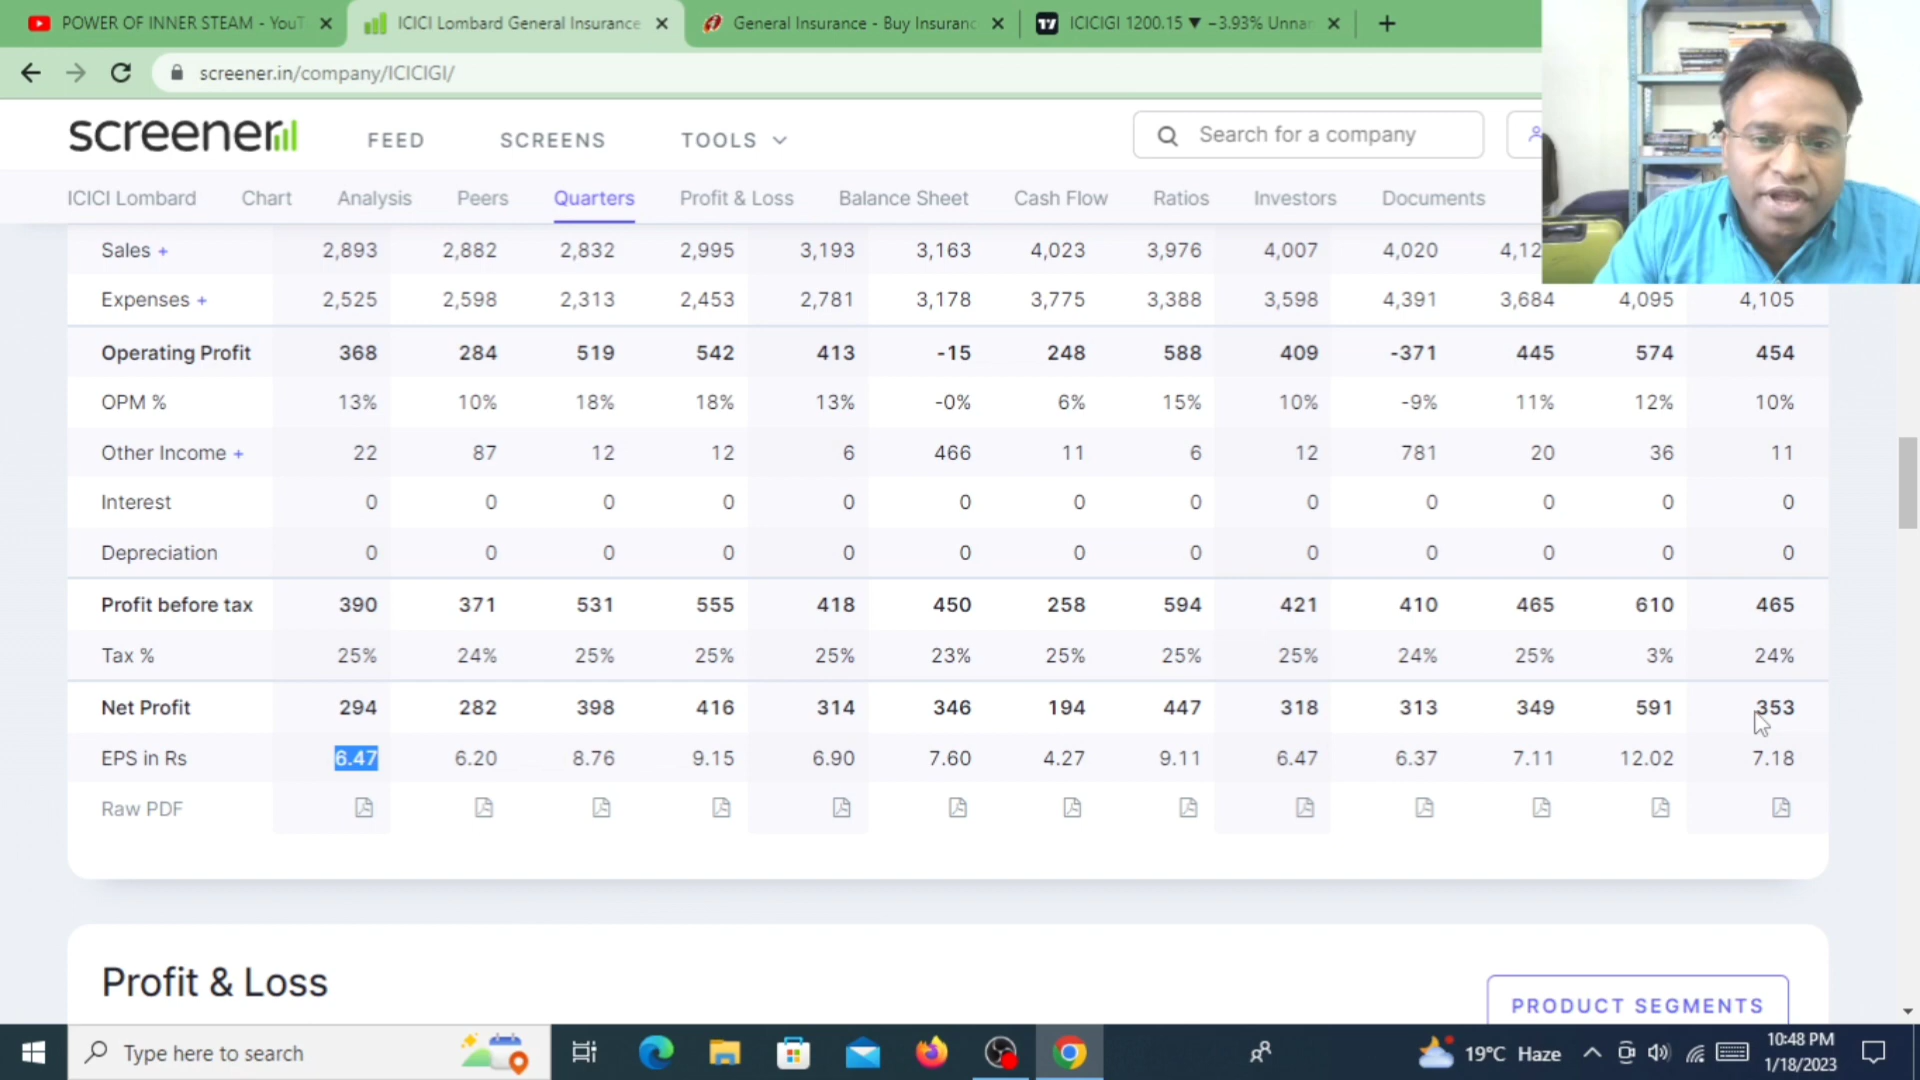 POWER OF INNER STEAM - YouT
ICICI Lombard General Insurance
General Insurance - Buy Insuranc
ICICIGI 1200.15 ▼ −3.93% Unnar
screener.in/company/ICICIGI/
screener FEED SCREENS TOOLS Search for a company
ICICI Lombard Chart Analysis Peers Quarters Profit & Loss Balance Sheet Cash Flow Ratios Investors Documents
Sales + 2,893 2,882 2,832 2,995 3,193 3,163 4,023 3,976 4,007 4,020 4,12
Expenses + 2,525 2,598 2,313 2,453 2,781 3,178 3,775 3,388 3,598 4,391 3,684 4,095 4,105
Operating Profit 368 284 519 542 413 -15 248 588 409 -371 445 574 454
OPM % 13% 10% 18% 18% 13% -0% 6% 15% 10% -9% 11% 12% 10%
Other Income + 22 87 12 12 6 466 11 6 12 781 20 36 11
Interest 0 0 0 0 0 0 0 0 0 0 0 0 0
Depreciation 0 0 0 0 0 0 0 0 0 0 0 0 0
Profit before tax 390 371 531 555 418 450 258 594 421 410 465 610 465
Tax % 25% 24% 25% 25% 25% 23% 25% 25% 25% 24% 25% 3% 24%
Net Profit 294 282 398 416 314 346 194 447 318 313 349 591 353
EPS in Rs 6.47 6.20 8.76 9.15 6.90 7.60 4.27 9.11 6.47 6.37 7.11 12.02 7.18
Raw PDF
Profit & Loss
PRODUCT SEGMENTS
Type here to search
19°C Haze
10:48 PM
1/18/2023